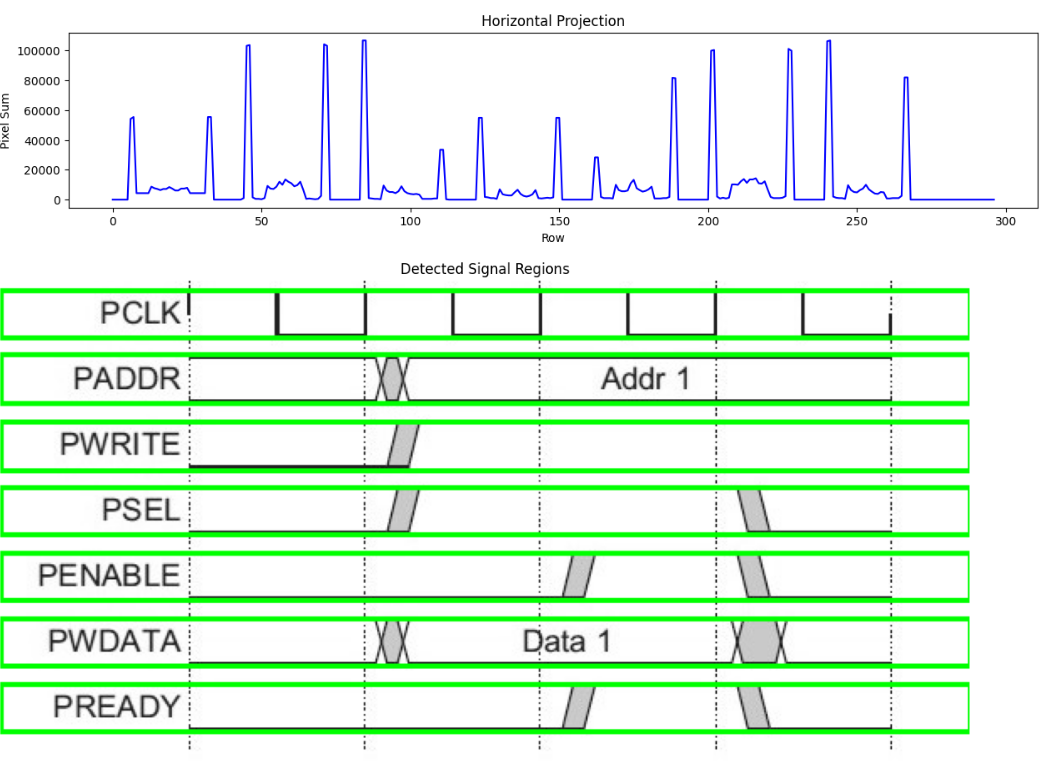 Horizontal Projection
100000
80000
60000
40000
20000
0
Pixel Sum
0 50 100 150 200 250 300
Row
Detected Signal Regions
PCLK
PADDR Addr 1
PWRITE
PSEL
PENABLE
PWDATA Data 1
PREADY